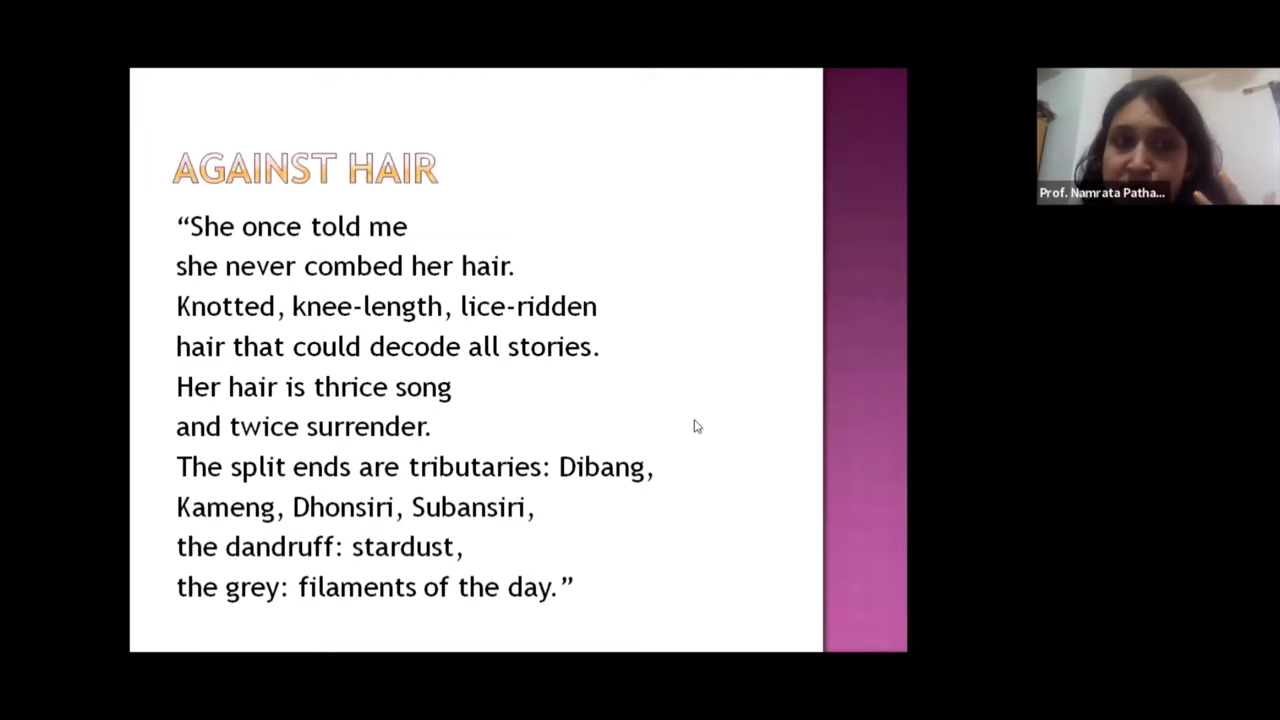 AGAINST HAIR
“She once told me
she never combed her hair.
Knotted, knee-length, lice-ridden
hair that could decode all stories.
Her hair is thrice song
and twice surrender.
The split ends are tributaries: Dibang,
Kameng, Dhonsiri, Subansiri,
the dandruff: stardust,
the grey: filaments of the day.”
Prof. Namrata Patha...